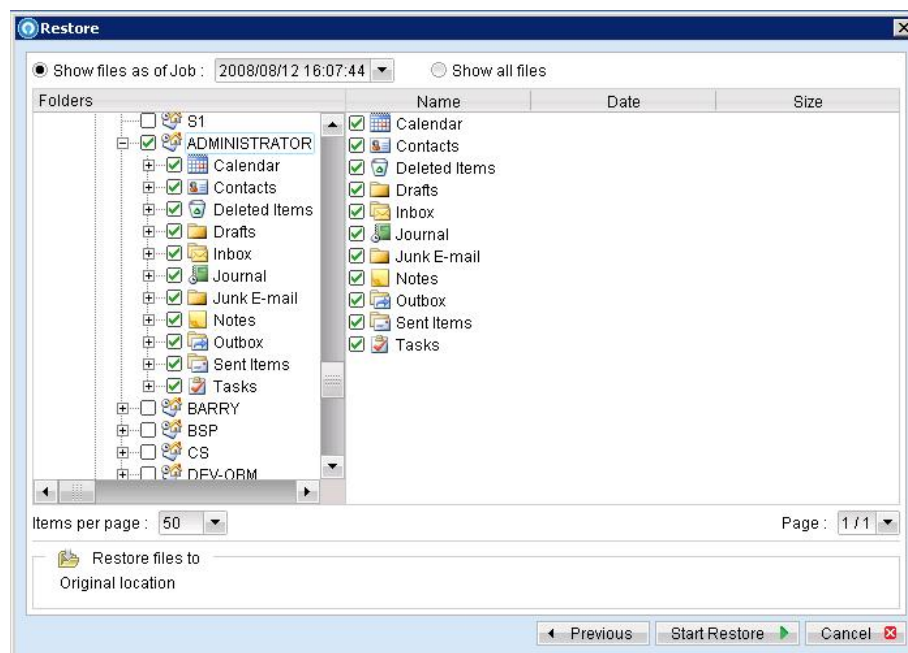 Restore
Show files as of Job : 2008/08/12 16:07:44 Show all files
Folders Name Date Size
S1
ADMINISTRATOR
Calendar
Contacts
Deleted Items
Drafts
Inbox
Journal
Junk E-mail
Notes
Outbox
Sent Items
Tasks
BARRY
BSP
CS
DEV-OBM
Calendar
Contacts
Deleted Items
Drafts
Inbox
Journal
Junk E-mail
Notes
Outbox
Sent Items
Tasks
Items per page : 50 Page : 1 / 1
Restore files to
Original location
Previous Start Restore Cancel